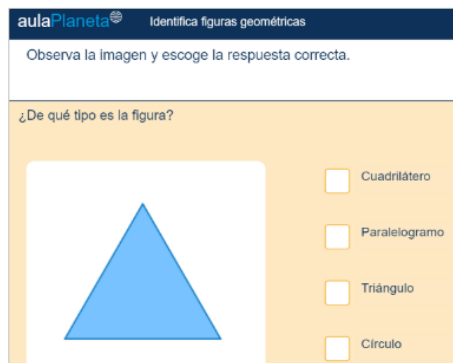 aulaPlaneta Identifica figuras geométricas
Observa la imagen y escoge la respuesta correcta.
¿De qué tipo es la figura?
Cuadrilátero
Paralelogramo
Triángulo
Círculo